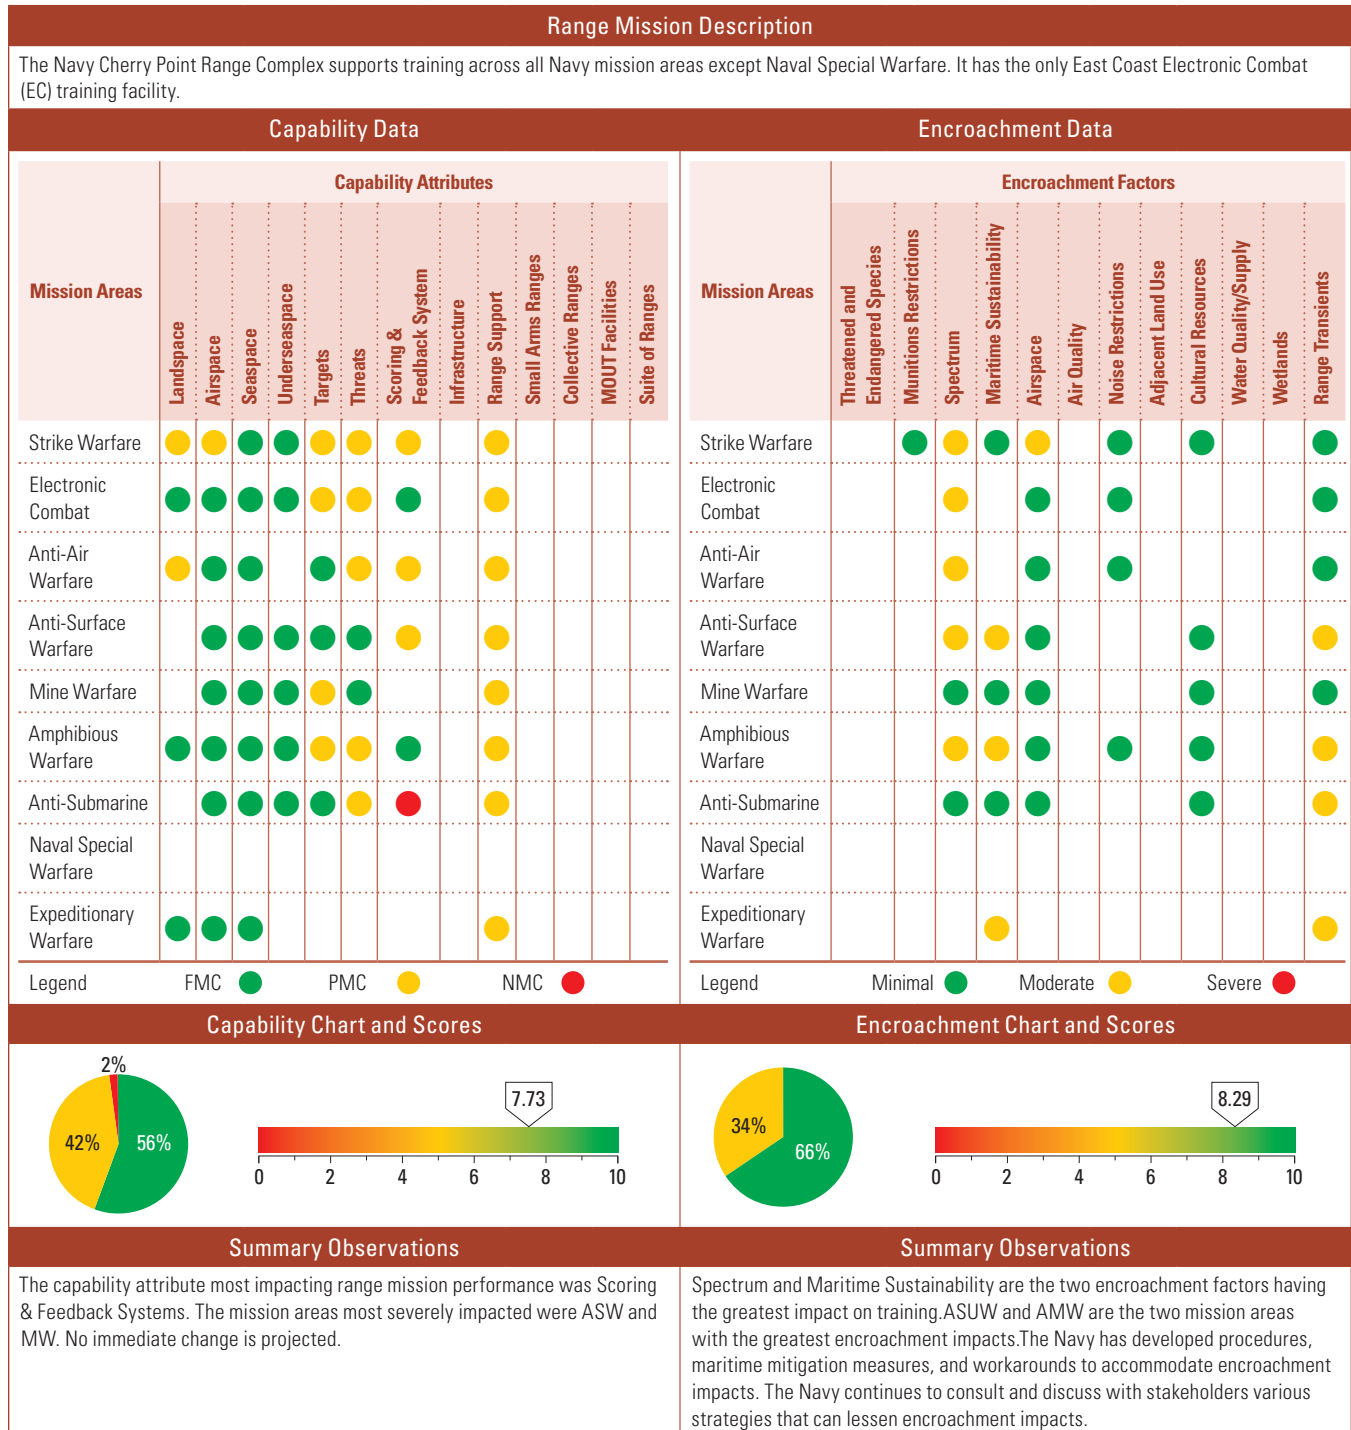 Range Mission Description
The Navy Cherry Point Range Complex supports training across all Navy mission areas except Naval Special Warfare. It has the only East Coast Electronic Combat
(EC) training facility.
Capability Data
Mission Areas
Capability Attributes
Landspace
Airspace
Seaspace
Underseaspace
Targets
Threats
Scoring &
Feedback System
Infrastructure
Range Support
Small Arms Ranges
Collective Ranges
MOUT Facilities
Suite of Ranges
Strike Warfare
Electronic
Combat
Anti-Air
Warfare
Anti-Surface
Warfare
Mine Warfare
Amphibious
Warfare
Anti-Submarine
Naval Special
Warfare
Expeditionary
Warfare
Legend FMC PMC NMC
Encroachment Data
Mission Areas
Encroachment Factors
Threatened and
Endangered Species
Munitions Restrictions
Spectrum
Maritime Sustainability
Airspace
Air Quality
Noise Restrictions
Adjacent Land Use
Cultural Resources
Water Quality/Supply
Wetlands
Range Transients
Strike Warfare
Electronic
Combat
Anti-Air
Warfare
Anti-Surface
Warfare
Mine Warfare
Amphibious
Warfare
Anti-Submarine
Naval Special
Warfare
Expeditionary
Warfare
Legend Minimal Moderate Severe
Capability Chart and Scores
2%
42% 56%
7.73
0 2 4 6 8 10
Encroachment Chart and Scores
34%
66%
8.29
0 2 4 6 8 10
Summary Observations
The capability attribute most impacting range mission performance was Scoring
& Feedback Systems. The mission areas most severely impacted were ASW and
MW. No immediate change is projected.
Summary Observations
Spectrum and Maritime Sustainability are the two encroachment factors having
the greatest impact on training.ASUW and AMW are the two mission areas
with the greatest encroachment impacts.The Navy has developed procedures,
maritime mitigation measures, and workarounds to accommodate encroachment
impacts. The Navy continues to consult and discuss with stakeholders various
strategies that can lessen encroachment impacts.